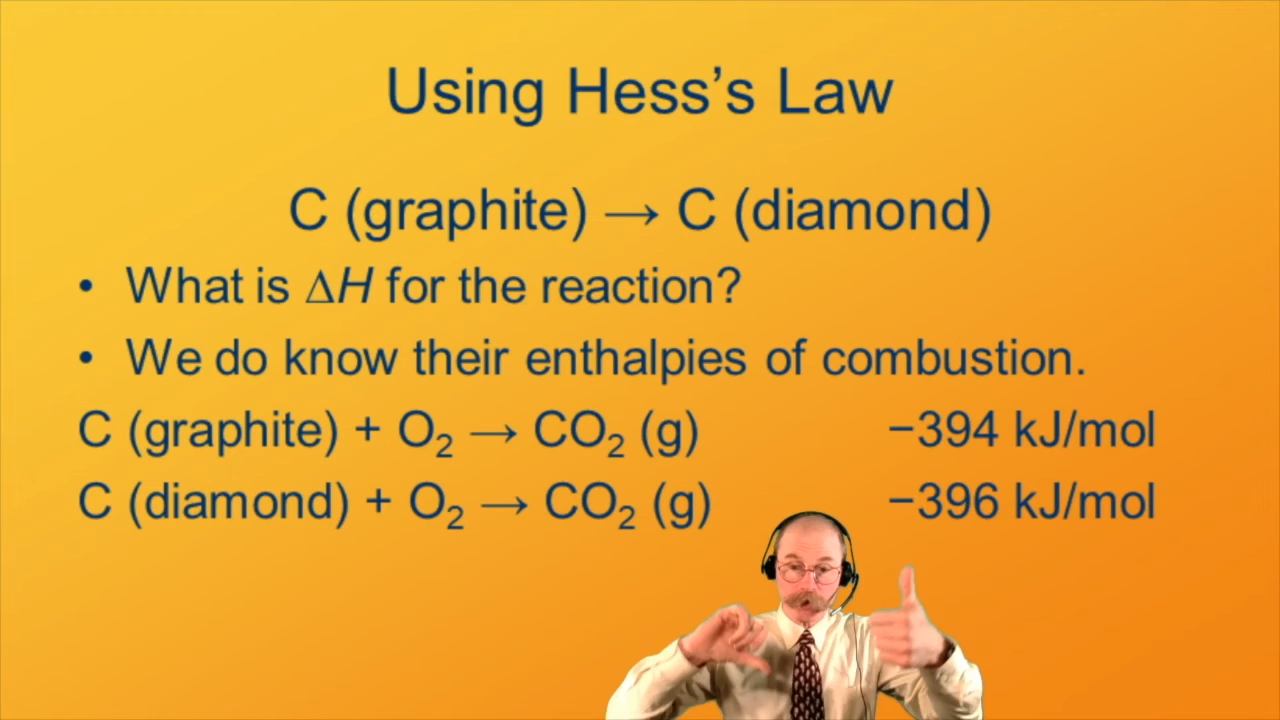 Using Hess’s Law
C (graphite) → C (diamond)
• What is ∆H for the reaction?
• We do know their enthalpies of combustion.
C (graphite) + O₂ → CO₂ (g) −394 kJ/mol
C (diamond) + O₂ → CO₂ (g) −396 kJ/mol